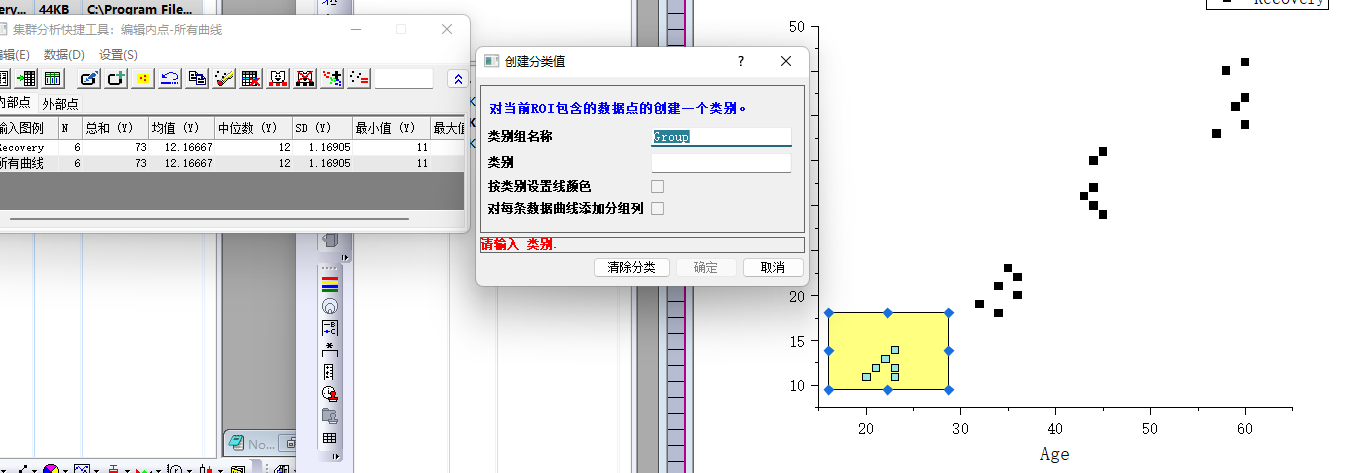 ery... 44KB C:\Program File...
Recovery
集群分析快捷工具: 编辑内点-所有曲线
编辑(E) 数据(D) 设置(S)
内部点 外部点
输入图例 N 总和 (Y) 均值 (Y) 中位数 (Y) SD (Y) 最小值 (Y) 最大值
Recovery 6 73 12.16667 12 1.16905 11
所有曲线 6 73 12.16667 12 1.16905 11
创建分类值
?
对当前ROI包含的数据点的创建一个类别。
类别组名称 Group
类别
按类别设置线颜色
对每条数据曲线添加分组列
请输入 类别.
清除分类 确定 取消
No...
50
20
15
10
20 30 40 50 60
Age